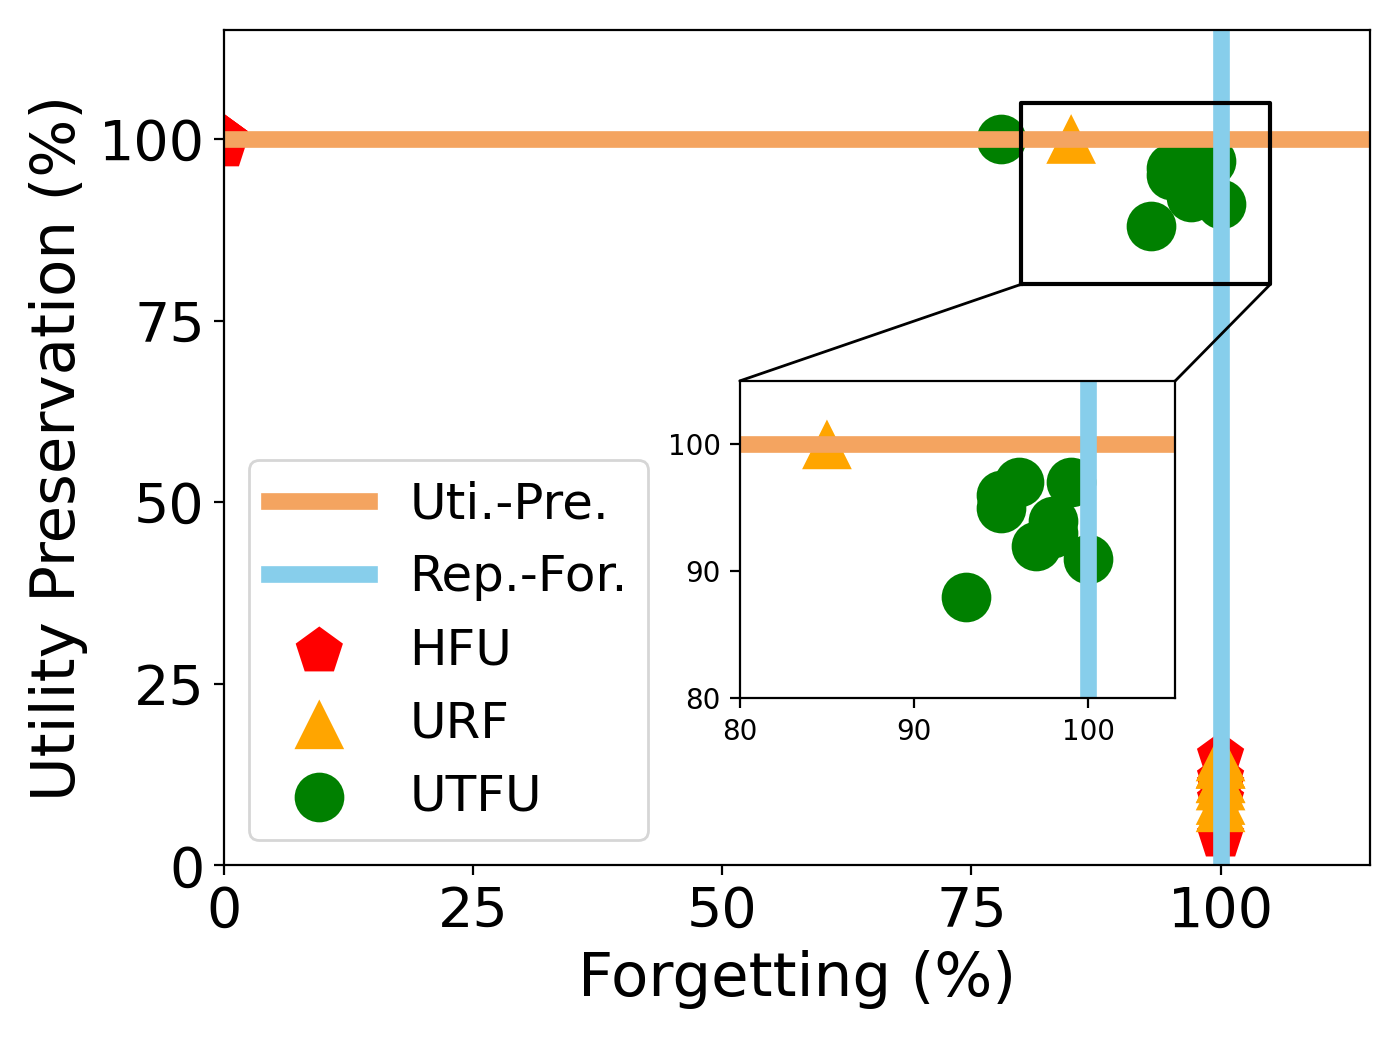 Utility Preservation (%)
100
75
50
25
0
0 25 50 75 100
Forgetting (%)
Uti.-Pre.
Rep.-For.
HFU
URF
UTFU
100
90
80
80 90 100